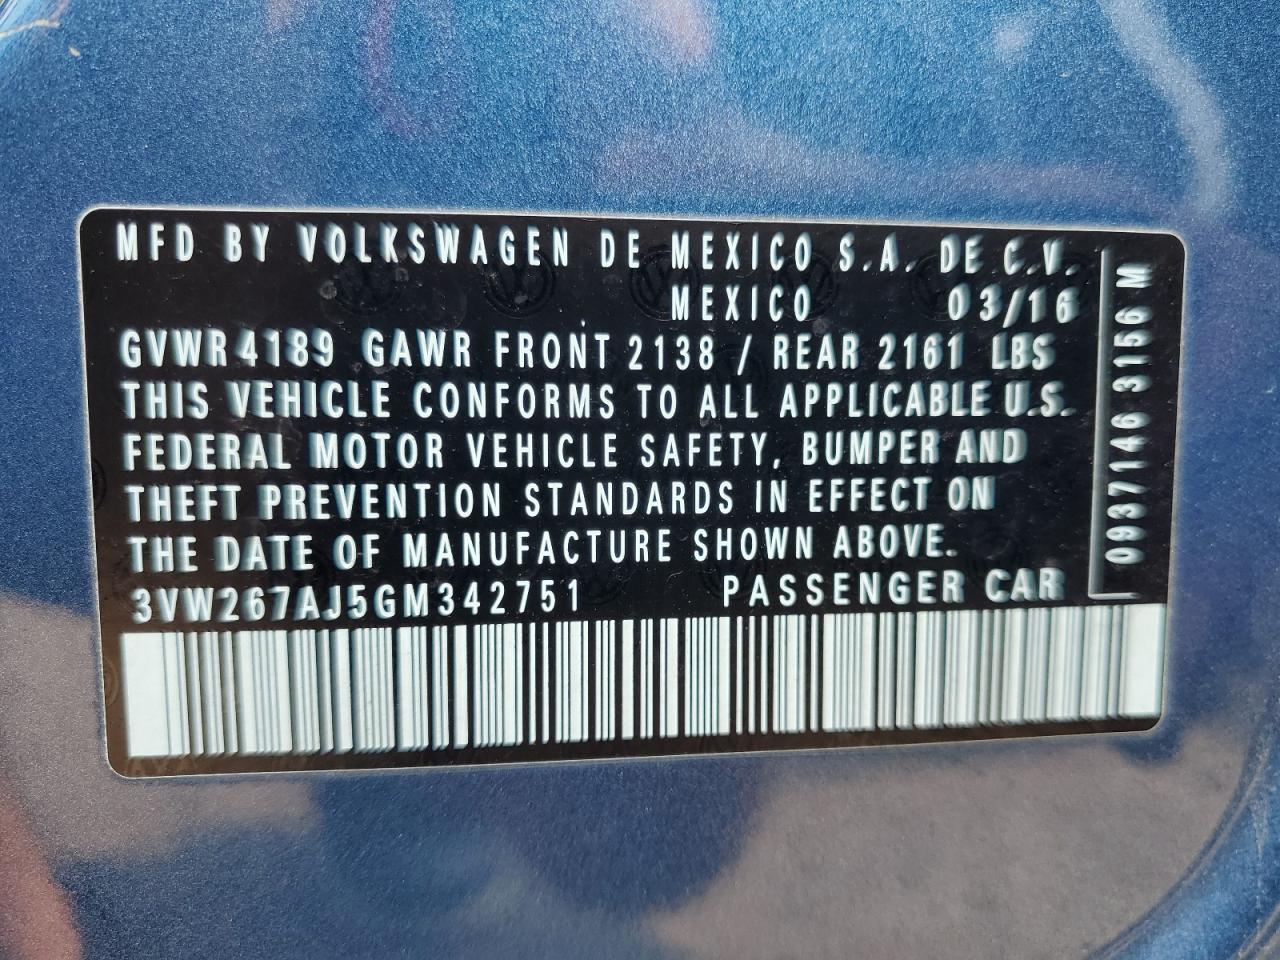 MFD BY VOLKSWAGEN DE MEXICO S.A. DE C.V.
MEXICO 03/16
GVWR 4189 GAWR FRONT 2138 / REAR 2161 LBS
THIS VEHICLE CONFORMS TO ALL APPLICABLE U.S.
FEDERAL MOTOR VEHICLE SAFETY, BUMPER AND
THEFT PREVENTION STANDARDS IN EFFECT ON
THE DATE OF MANUFACTURE SHOWN ABOVE.
3VW267AJ5GM342751 PASSENGER CAR
0937146 3156 M